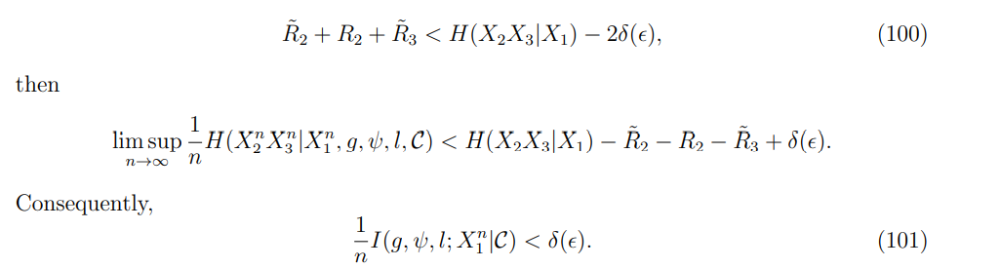 R̃₂ + R₂ + R̃₃ < H(X₂X₃|X₁) − 2δ(ϵ), (100)
then
lim sup_{n→∞} (1/n) H(X₂ⁿX₃ⁿ|X₁ⁿ, g, ψ, l, 𝒞) < H(X₂X₃|X₁) − R̃₂ − R₂ − R̃₃ + δ(ϵ).
Consequently,
(1/n) I(g, ψ, l; X₁ⁿ|𝒞) < δ(ϵ). (101)